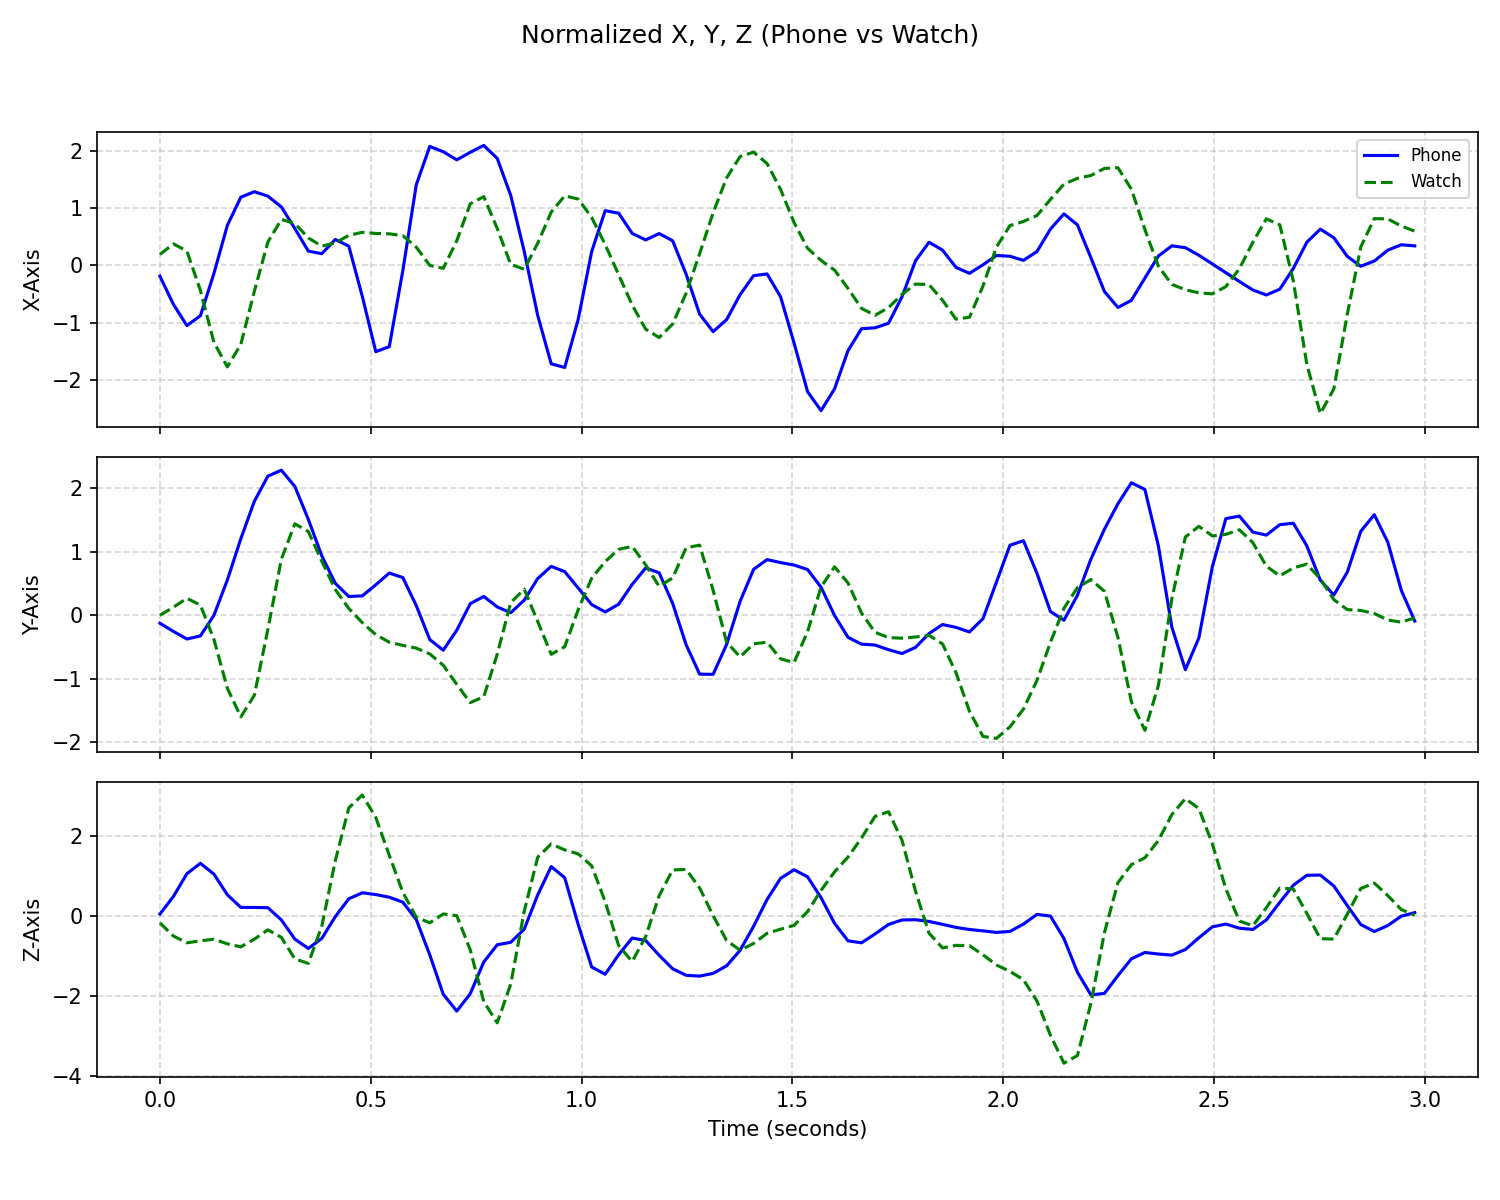 Normalized X, Y, Z (Phone vs Watch)
X-Axis
2
1
0
−1
−2
Phone
Watch
Y-Axis
2
1
0
−1
−2
Z-Axis
2
0
−2
−4
0.0 0.5 1.0 1.5 2.0 2.5 3.0
Time (seconds)